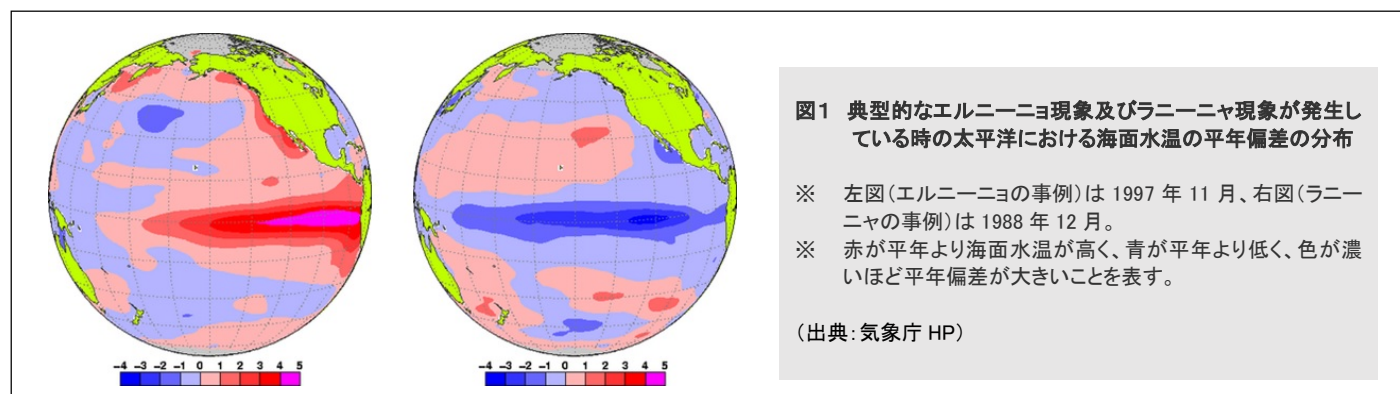 -4 -3 -2 -1 0 1 2 3 4 5
-4 -3 -2 -1 0 1 2 3 4 5
図1 典型的なエルニーニョ現象及びラニーニャ現象が発生し
ている時の太平洋における海面水温の平年偏差の分布
※ 左図(エルニーニョの事例)は 1997 年 11 月、右図(ラニー
ニャの事例)は 1988 年 12 月。
※ 赤が平年より海面水温が高く、青が平年より低く、色が濃
いほど平年偏差が大きいことを表す。
(出典:気象庁 HP)